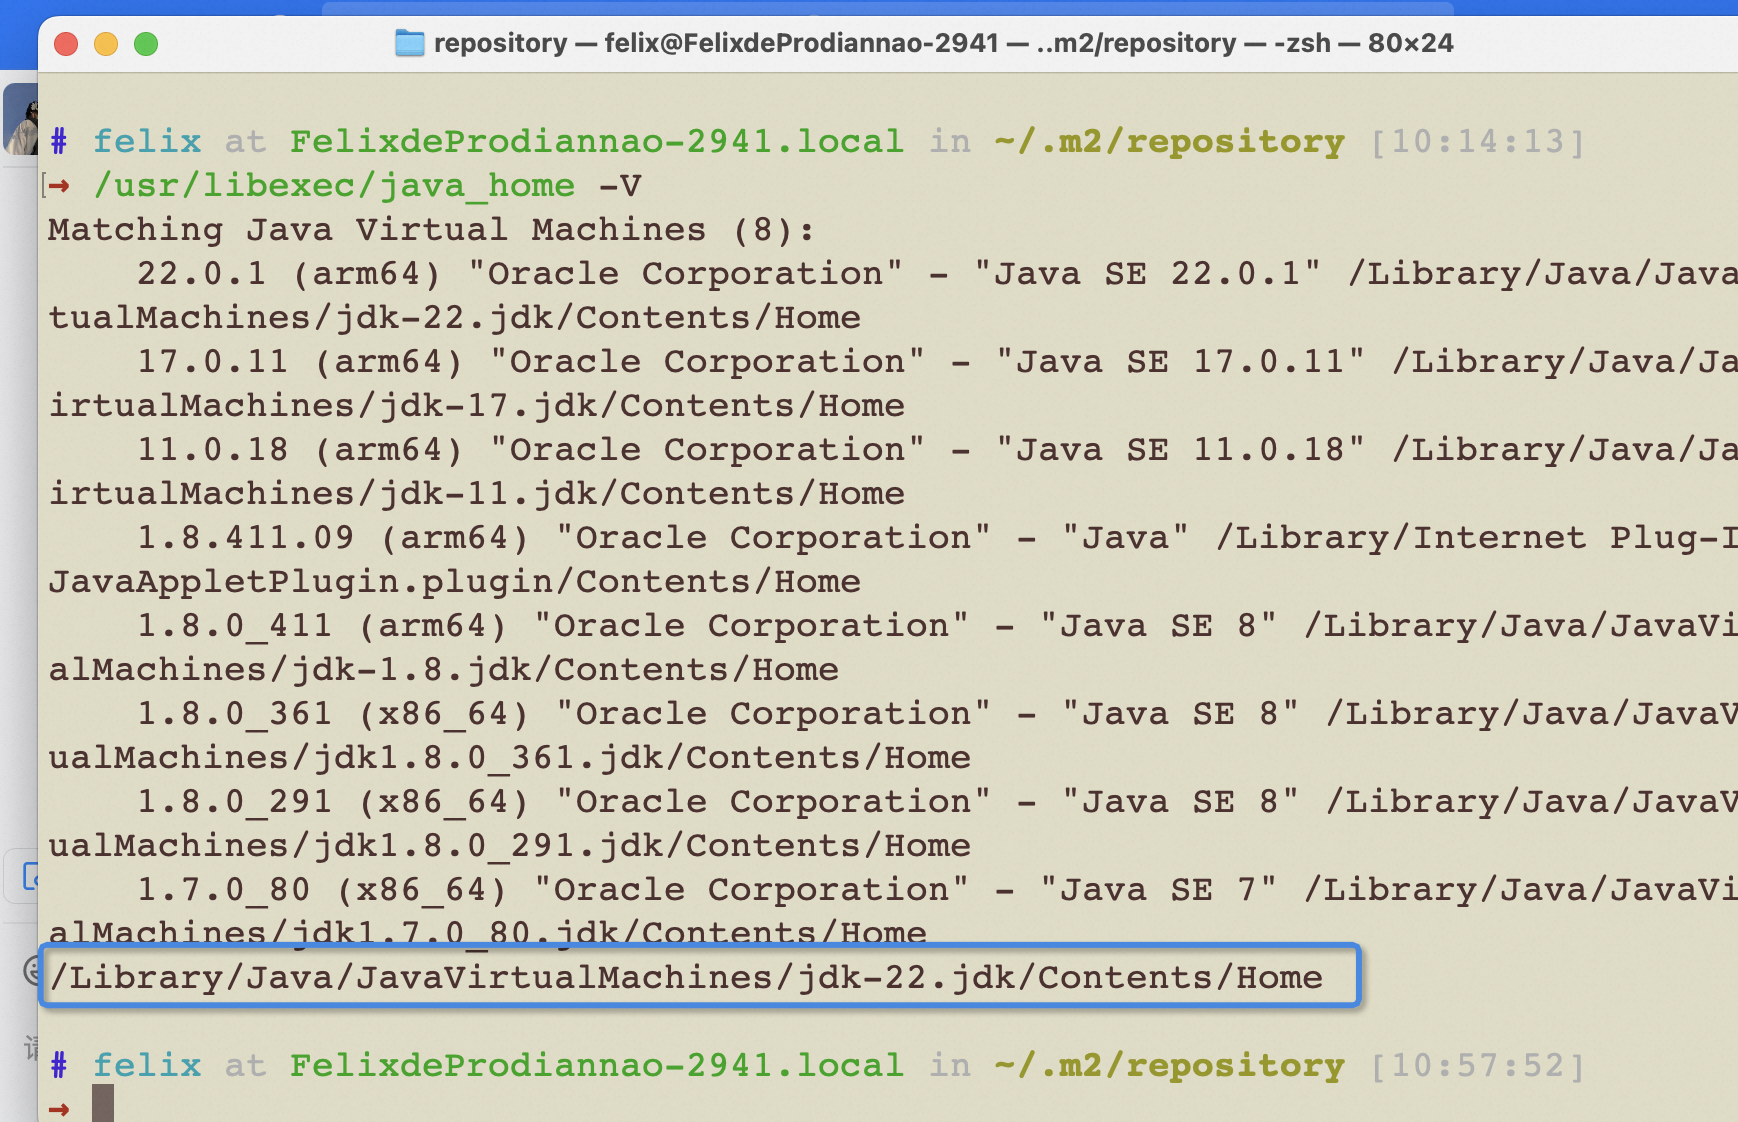 repository — felix@FelixdeProdiannao-2941 — ..m2/repository — -zsh — 80×24
# felix at FelixdeProdiannao-2941.local in ~/.m2/repository [10:14:13]
[→ /usr/libexec/java_home -V
Matching Java Virtual Machines (8):
22.0.1 (arm64) "Oracle Corporation" - "Java SE 22.0.1" /Library/Java/Java
tualMachines/jdk-22.jdk/Contents/Home
17.0.11 (arm64) "Oracle Corporation" - "Java SE 17.0.11" /Library/Java/Ja
irtualMachines/jdk-17.jdk/Contents/Home
11.0.18 (arm64) "Oracle Corporation" - "Java SE 11.0.18" /Library/Java/Ja
irtualMachines/jdk-11.jdk/Contents/Home
1.8.411.09 (arm64) "Oracle Corporation" - "Java" /Library/Internet Plug-I
JavaAppletPlugin.plugin/Contents/Home
1.8.0_411 (arm64) "Oracle Corporation" - "Java SE 8" /Library/Java/JavaVi
alMachines/jdk-1.8.jdk/Contents/Home
1.8.0_361 (x86_64) "Oracle Corporation" - "Java SE 8" /Library/Java/JavaV
ualMachines/jdk1.8.0_361.jdk/Contents/Home
1.8.0_291 (x86_64) "Oracle Corporation" - "Java SE 8" /Library/Java/JavaV
ualMachines/jdk1.8.0_291.jdk/Contents/Home
1.7.0_80 (x86_64) "Oracle Corporation" - "Java SE 7" /Library/Java/JavaVi
alMachines/jdk1.7.0_80.jdk/Contents/Home
/Library/Java/JavaVirtualMachines/jdk-22.jdk/Contents/Home
# felix at FelixdeProdiannao-2941.local in ~/.m2/repository [10:57:52]
→